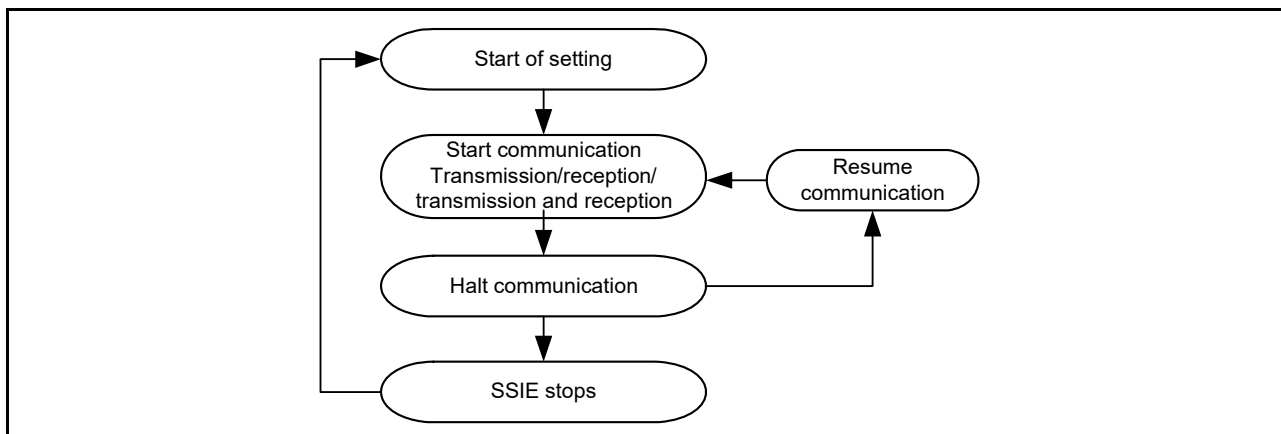 Start of setting
Start communication
Transmission/reception/
transmission and reception
Resume
communication
Halt communication
SSIE stops